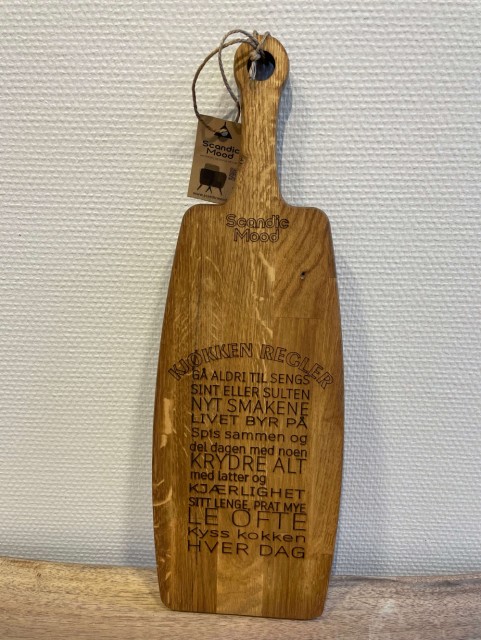 Scandic
Mood
Scandic
Mood
KJØKKEN REGLER
GÅ ALDRI TIL SENGS
SINT ELLER SULTEN
NYT SMAKENE
LIVET BYR PÅ
Spis sammen og
del dagen med noen
KRYDRE ALT
med latter og
KJÆRLIGHET
SITT LENGE, PRAT MYE
LE OFTE
Kyss kokken
HVER DAG